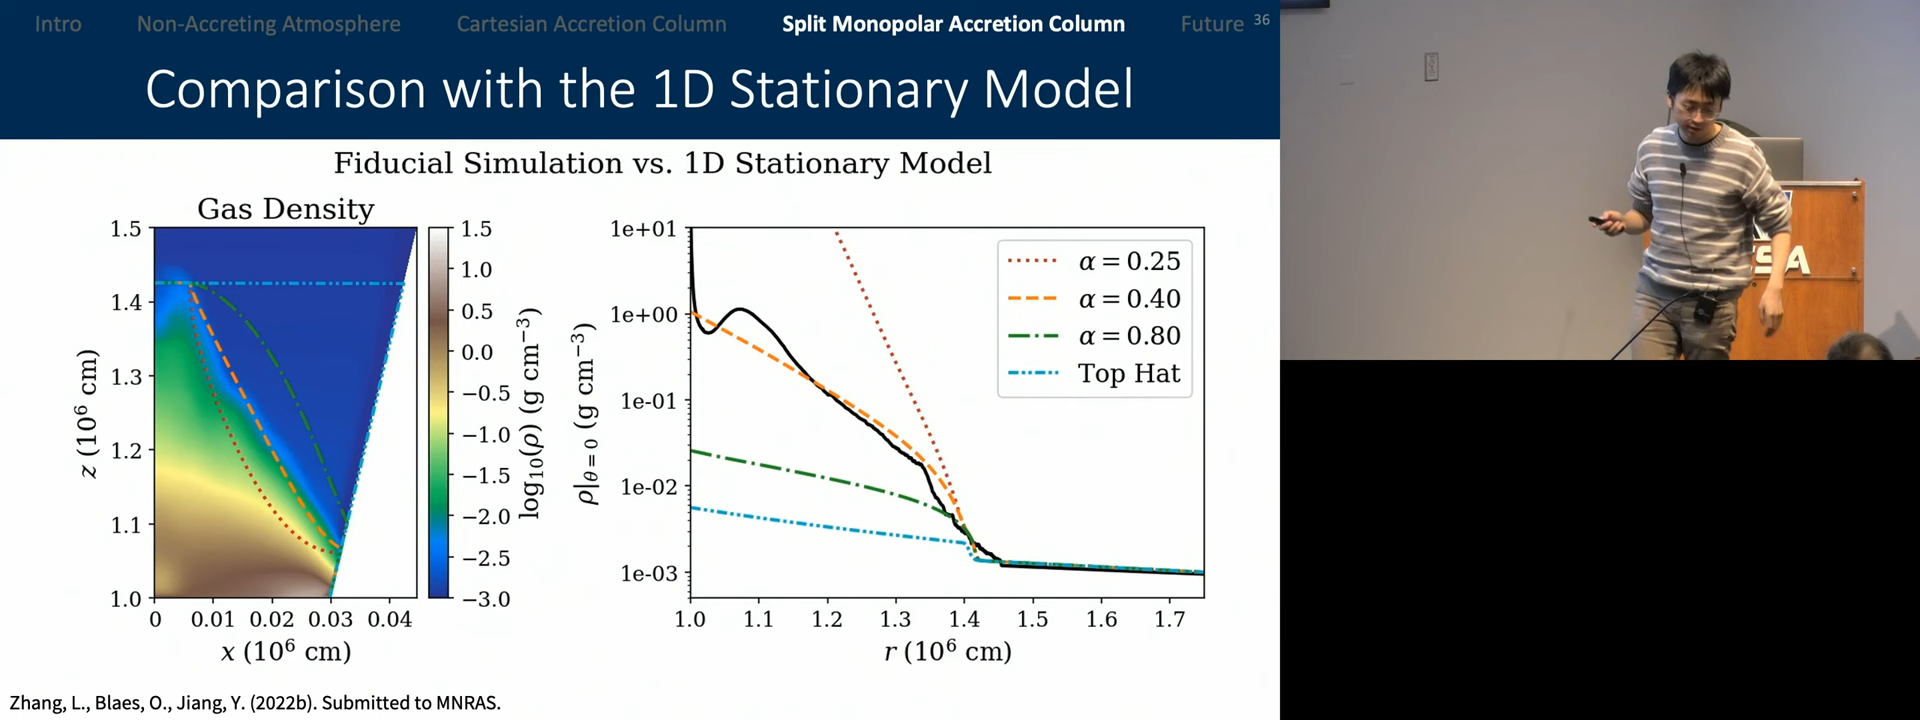 Intro Non-Accreting Atmosphere Cartesian Accretion Column Split Monopolar Accretion Column Future 36
Comparison with the 1D Stationary Model
Fiducial Simulation vs. 1D Stationary Model
Gas Density
1.5
1.4
1.3
1.2
1.1
1.0
z (10⁶ cm)
0 0.01 0.02 0.03 0.04
x (10⁶ cm)
1.5
1.0
0.5
0.0
−0.5
−1.0
−1.5
−2.0
−2.5
−3.0
log₁₀(ρ) (g cm⁻³)
1e+01
1e+00
1e-01
1e-02
1e-03
ρ|θ = 0 (g cm⁻³)
1.0 1.1 1.2 1.3 1.4 1.5 1.6 1.7
r (10⁶ cm)
α = 0.25
α = 0.40
α = 0.80
Top Hat
Zhang, L., Blaes, O., Jiang, Y. (2022b). Submitted to MNRAS.